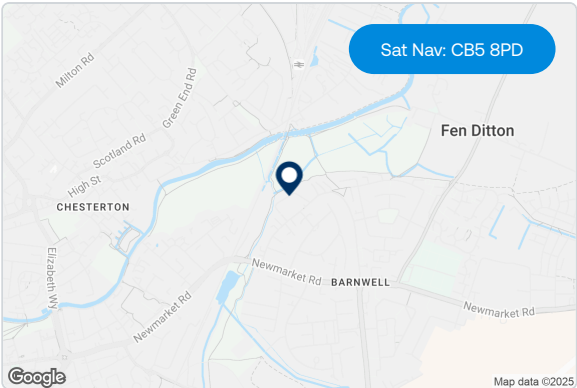 Sat Nav: CB5 8PD
Milton Rd
Green End Rd
Scotland Rd
High St
CHESTERTON
Elizabeth Wy
Fen Ditton
Newmarket Rd
BARNWELL
Newmarket Rd
Newmarket Rd
Google
Map data ©2025